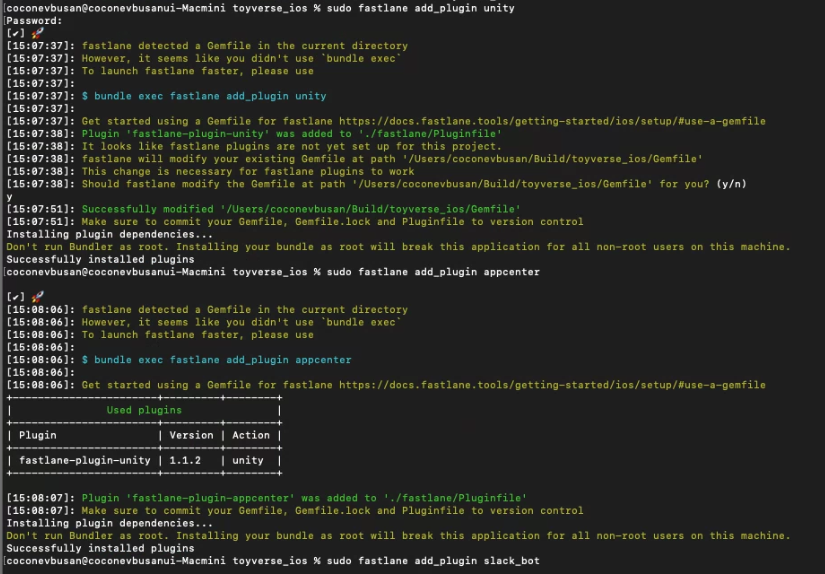 [coconevbusan@coconevbusanui-Macmini toyverse_ios % sudo fastlane add_plugin unity
[Password:
[✔] 🚀
[15:07:37]: fastlane detected a Gemfile in the current directory
[15:07:37]: However, it seems like you didn't use `bundle exec`
[15:07:37]: To launch fastlane faster, please use
[15:07:37]:
[15:07:37]: $ bundle exec fastlane add_plugin unity
[15:07:37]:
[15:07:37]: Get started using a Gemfile for fastlane https://docs.fastlane.tools/getting-started/ios/setup/#use-a-gemfile
[15:07:38]: Plugin 'fastlane-plugin-unity' was added to './fastlane/Pluginfile'
[15:07:38]: It looks like fastlane plugins are not yet set up for this project.
[15:07:38]: fastlane will modify your existing Gemfile at path '/Users/coconevbusan/Build/toyverse_ios/Gemfile'
[15:07:38]: This change is necessary for fastlane plugins to work
[15:07:38]: Should fastlane modify the Gemfile at path '/Users/coconevbusan/Build/toyverse_ios/Gemfile' for you? (y/n)
y
[15:07:51]: Successfully modified '/Users/coconevbusan/Build/toyverse_ios/Gemfile'
[15:07:51]: Make sure to commit your Gemfile, Gemfile.lock and Pluginfile to version control
Installing plugin dependencies...
Don't run Bundler as root. Installing your bundle as root will break this application for all non-root users on this machine.
Successfully installed plugins
[coconevbusan@coconevbusanui-Macmini toyverse_ios % sudo fastlane add_plugin appcenter
[✔] 🚀
[15:08:06]: fastlane detected a Gemfile in the current directory
[15:08:06]: However, it seems like you didn't use `bundle exec`
[15:08:06]: To launch fastlane faster, please use
[15:08:06]:
[15:08:06]: $ bundle exec fastlane add_plugin appcenter
[15:08:06]:
[15:08:06]: Get started using a Gemfile for fastlane https://docs.fastlane.tools/getting-started/ios/setup/#use-a-gemfile
+-----------------------+---------+--------+
|               Used plugins               |
+-----------------------+---------+--------+
| Plugin                | Version | Action |
+-----------------------+---------+--------+
| fastlane-plugin-unity | 1.1.2   | unity  |
+-----------------------+---------+--------+
[15:08:07]: Plugin 'fastlane-plugin-appcenter' was added to './fastlane/Pluginfile'
[15:08:07]: Make sure to commit your Gemfile, Gemfile.lock and Pluginfile to version control
Installing plugin dependencies...
Don't run Bundler as root. Installing your bundle as root will break this application for all non-root users on this machine.
Successfully installed plugins
[coconevbusan@coconevbusanui-Macmini toyverse_ios % sudo fastlane add_plugin slack_bot